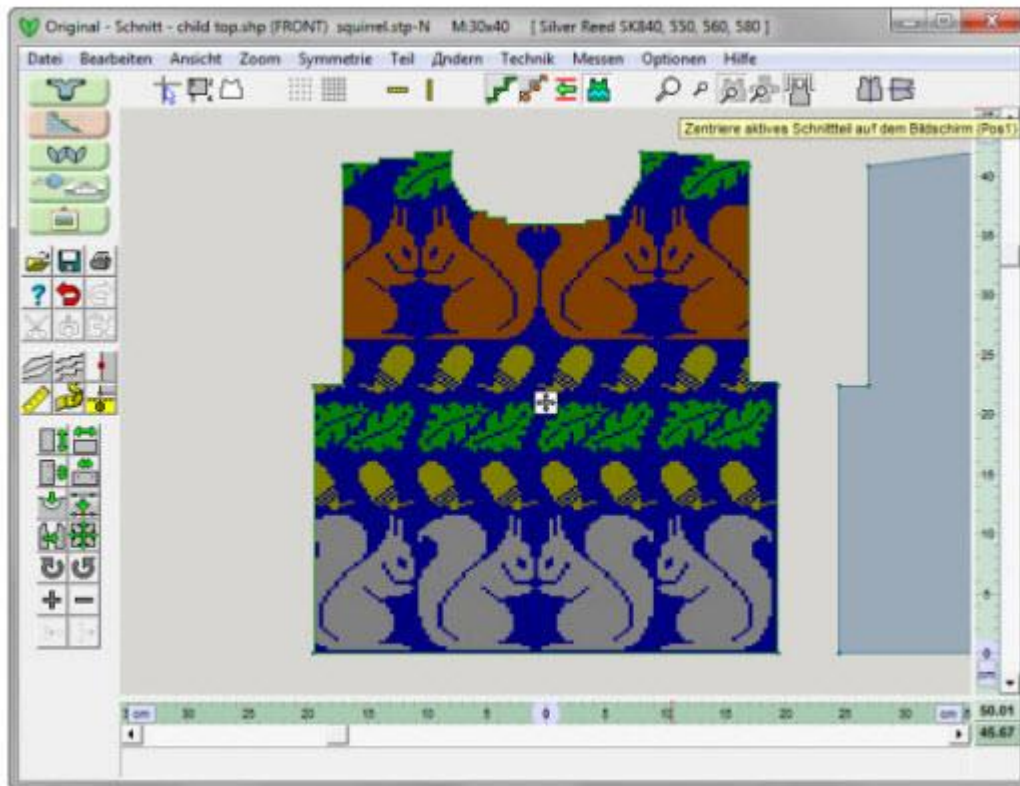 Original - Schnitt - child top.shp (FRONT) squirrel.stp-N M:30x40 [ Silver Reed SK840, 550, 560, 580 ]
Datei Bearbeiten Ansicht Zoom Symmetrie Teil Ändern Technik Messen Optionen Hilfe
Zentriere aktives Schnitteil auf dem Bildschirm (Pos1)
40
35
30
25
20
15
10
5
0
cm
cm 30 25 20 15 10 5 0 5 10 15 20 25 30 cm
50.01
45.67